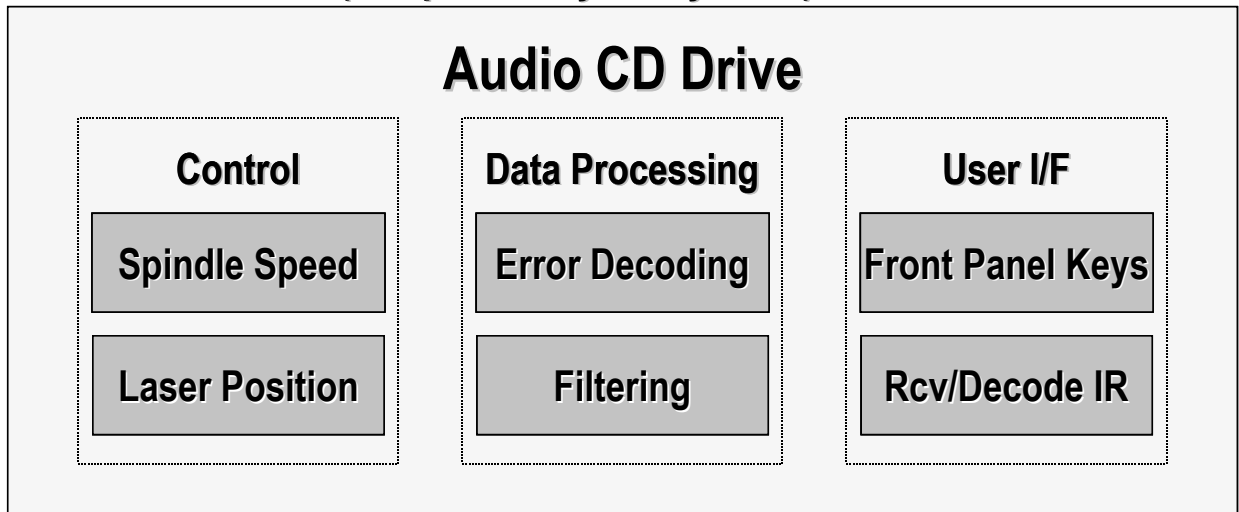 Audio CD Drive
Control
Spindle Speed
Laser Position
Data Processing
Error Decoding
Filtering
User I/F
Front Panel Keys
Rcv/Decode IR